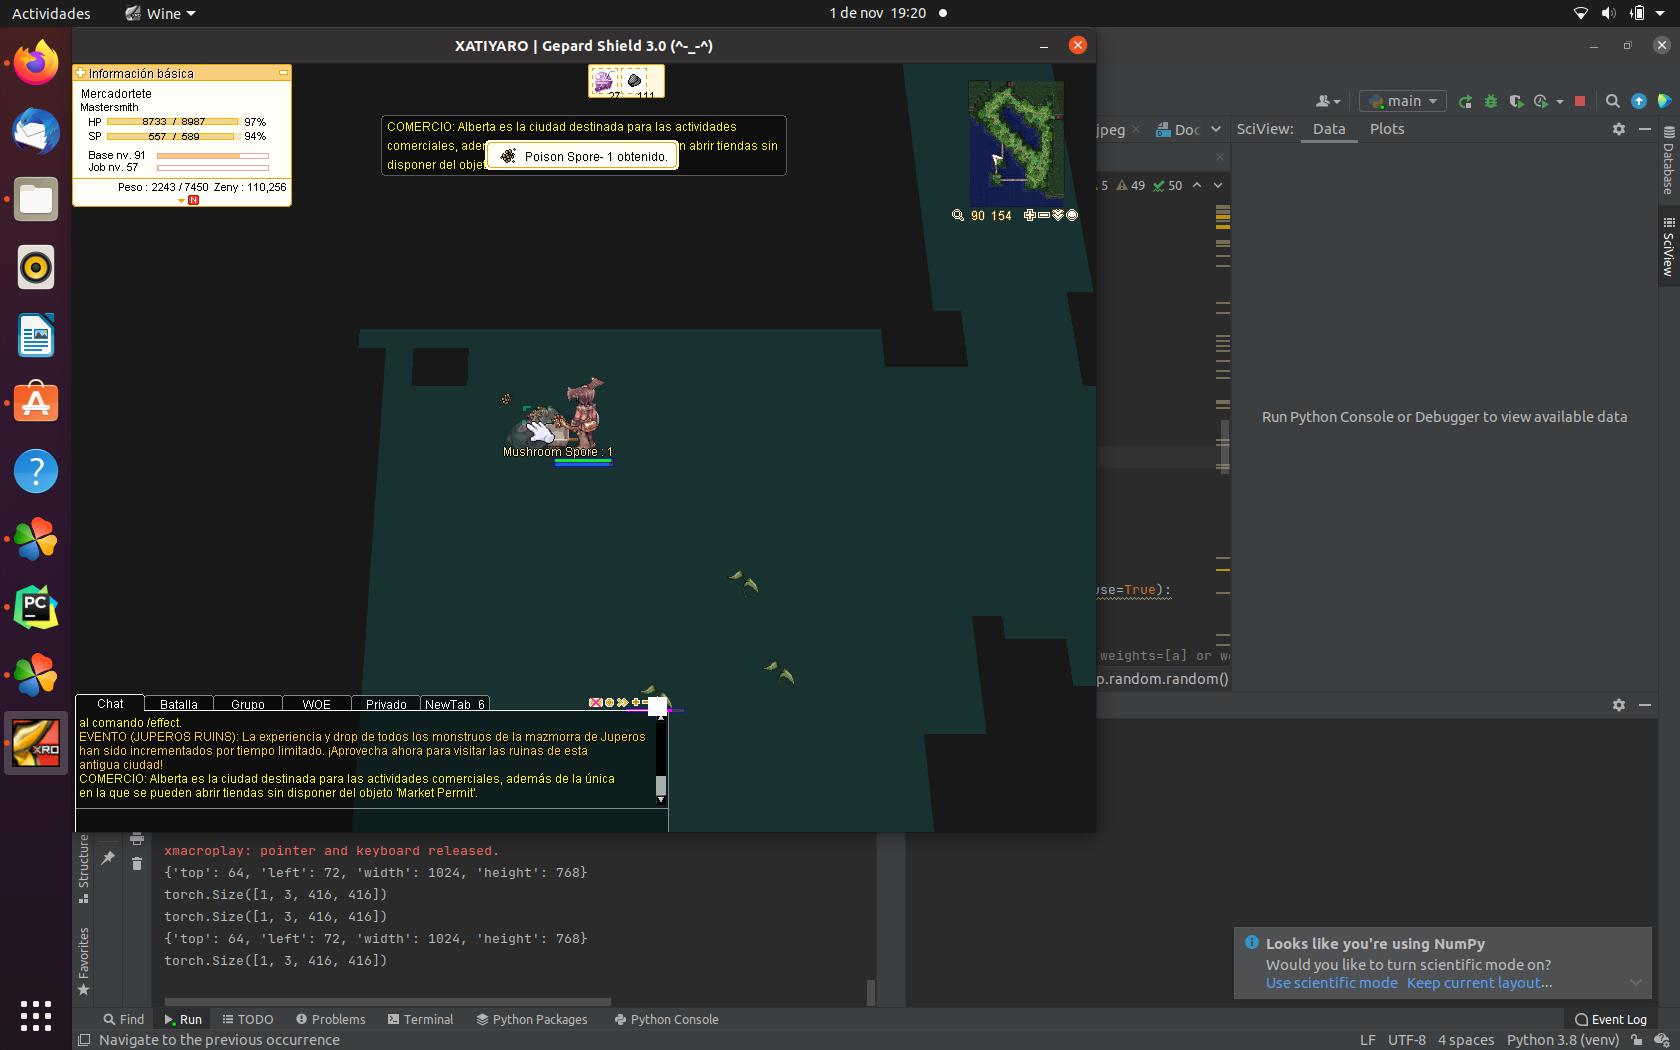 Actividades
Wine
1 de nov 19:20
XATIYARO | Gepard Shield 3.0 (^-_-^)
Información básica
Mercadortete
Mastersmith
HP 8733 / 8987 97%
SP 557 / 589 94%
Base nv. 91
Job nv. 57
Peso : 2243 / 7450 Zeny : 110,256
N
27 111
COMERCIO: Alberta es la ciudad destinada para las actividades
disponer del objet
n abrir tiendas sin
Poison Spore- 1 obtenido.
90 154
Mushroom Spore : 1
Chat Batalla Grupo WOE Privado NewTab 6
al comando /effect.
EVENTO (JUPEROS RUINS): La experiencia y drop de todos los monstruos de la mazmorra de Juperos
han sido incrementados por tiempo limitado. ¡Aprovecha ahora para visitar las ruinas de esta
antigua ciudad!
COMERCIO: Alberta es la ciudad destinada para las actividades comerciales, además de la única
en la que se pueden abrir tiendas sin disponer del objeto 'Market Permit'.
main
jpeg Doc
SciView: Data Plots
5 49 50
Run Python Console or Debugger to view available data
Database
SciView
use=True):
weights=[a] or w
p.random.random()
PC
XRO
Structure
Favorites
xmacroplay: pointer and keyboard released.
{'top': 64, 'left': 72, 'width': 1024, 'height': 768}
torch.Size([1, 3, 416, 416])
torch.Size([1, 3, 416, 416])
{'top': 64, 'left': 72, 'width': 1024, 'height': 768}
torch.Size([1, 3, 416, 416])
Looks like you're using NumPy
Would you like to turn scientific mode on?
Use scientific mode Keep current layout...
Find Run TODO Problems Terminal Python Packages Python Console
Event Log
Navigate to the previous occurrence
LF UTF-8 4 spaces Python 3.8 (venv)